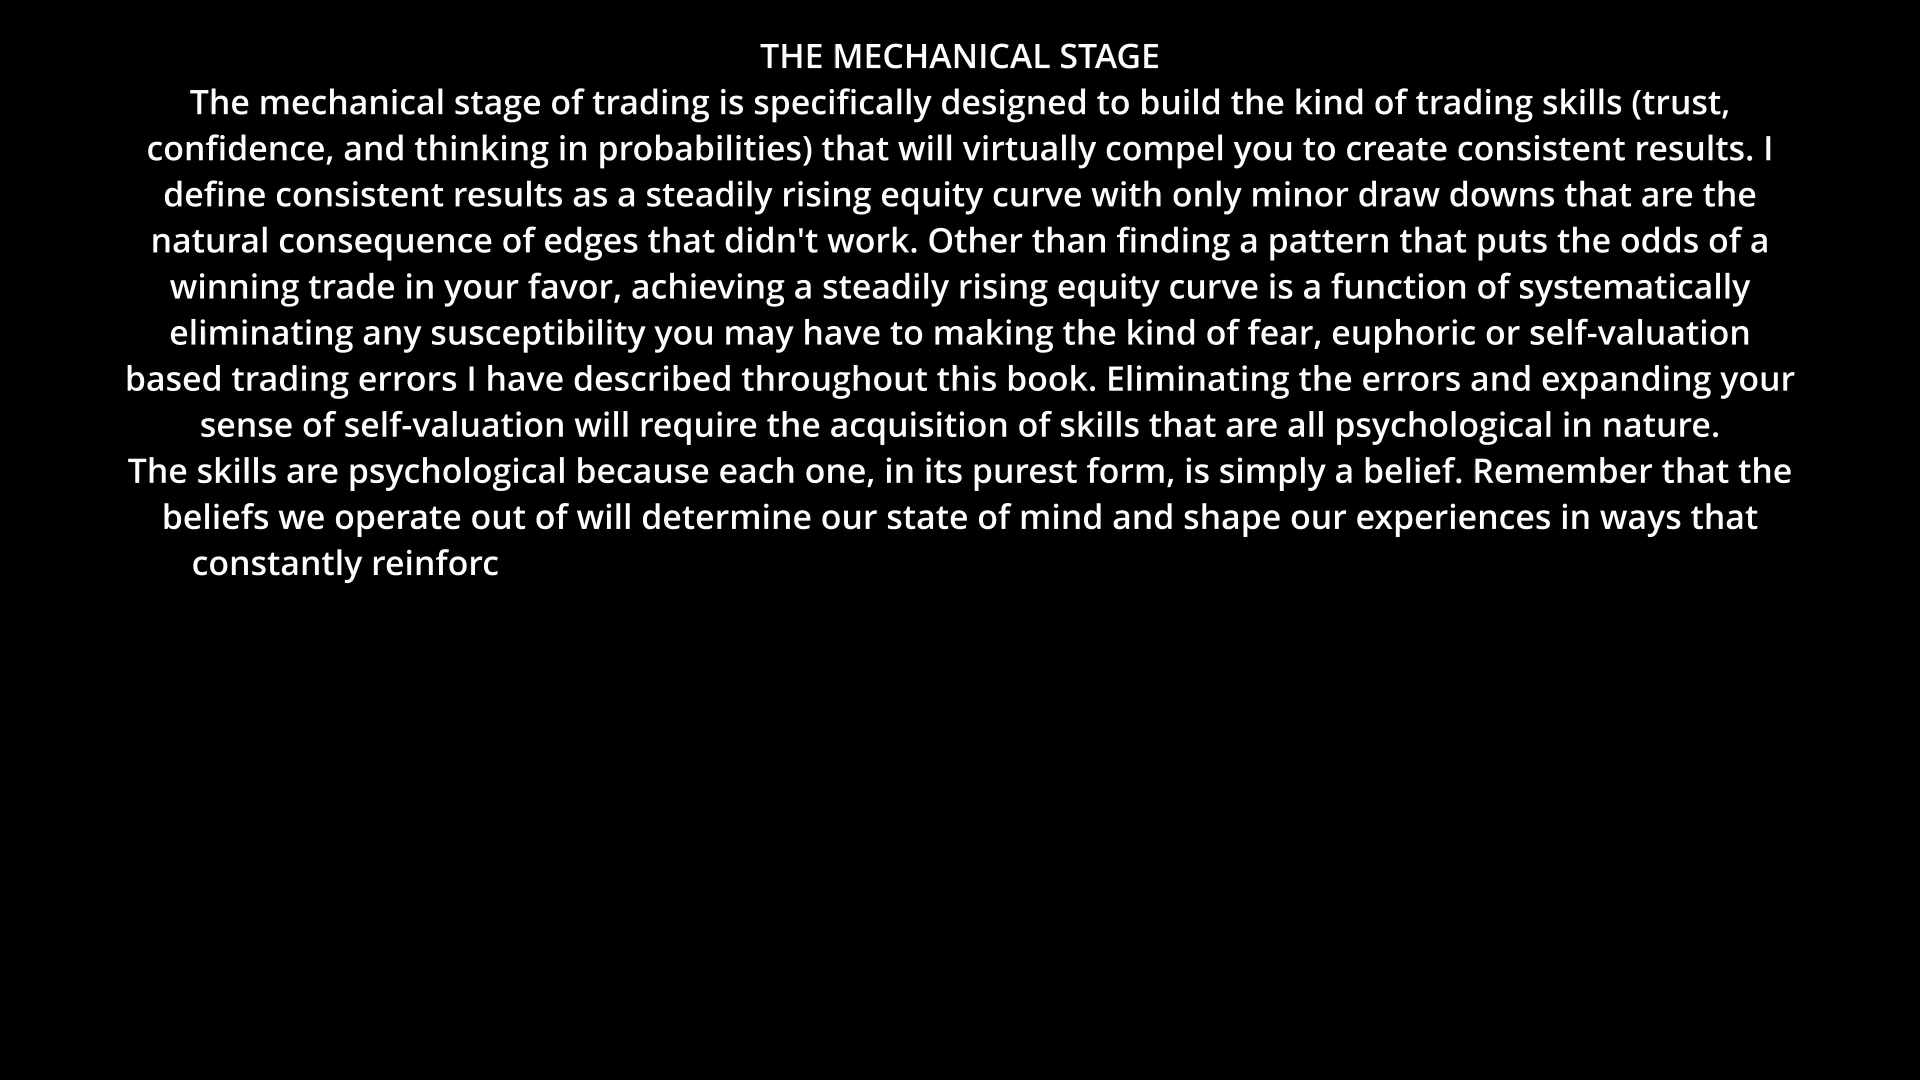 THE MECHANICAL STAGE
The mechanical stage of trading is specifically designed to build the kind of trading skills (trust,
confidence, and thinking in probabilities) that will virtually compel you to create consistent results. I
define consistent results as a steadily rising equity curve with only minor draw downs that are the
natural consequence of edges that didn't work. Other than finding a pattern that puts the odds of a
winning trade in your favor, achieving a steadily rising equity curve is a function of systematically
eliminating any susceptibility you may have to making the kind of fear, euphoric or self-valuation
based trading errors I have described throughout this book. Eliminating the errors and expanding your
sense of self-valuation will require the acquisition of skills that are all psychological in nature.
The skills are psychological because each one, in its purest form, is simply a belief. Remember that the
beliefs we operate out of will determine our state of mind and shape our experiences in ways that
constantly reinforc